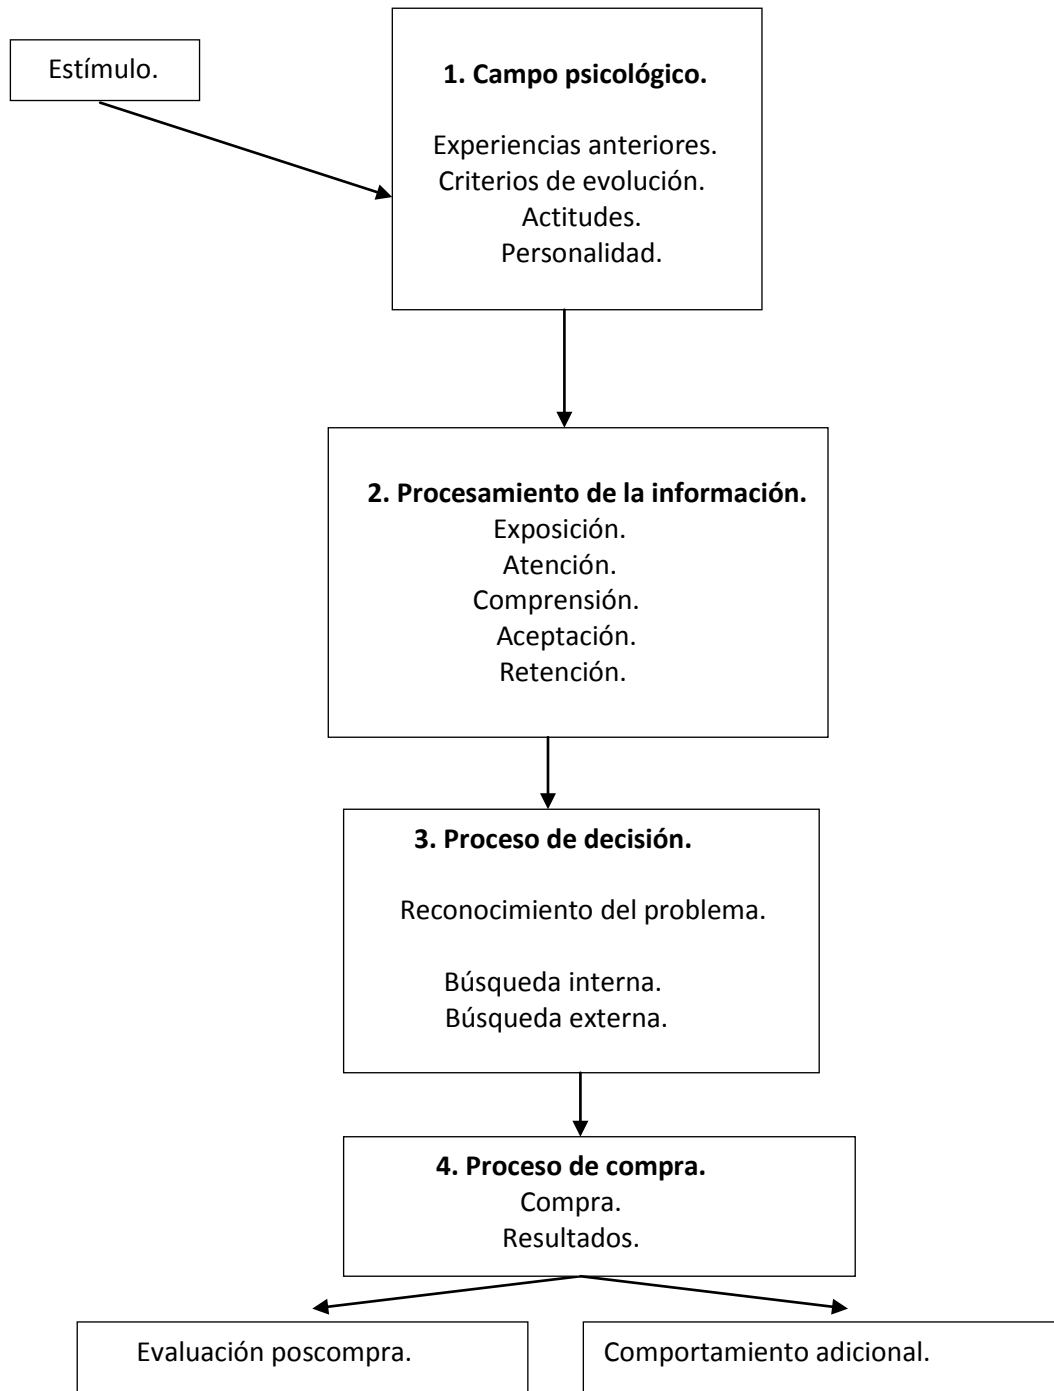 Estímulo.
1. Campo psicológico.
Experiencias anteriores.
Criterios de evolución.
Actitudes.
Personalidad.
2. Procesamiento de la información.
Exposición.
Atención.
Comprensión.
Aceptación.
Retención.
3. Proceso de decisión.
Reconocimiento del problema.
Búsqueda interna.
Búsqueda externa.
4. Proceso de compra.
Compra.
Resultados.
Evaluación poscompra.
Comportamiento adicional.